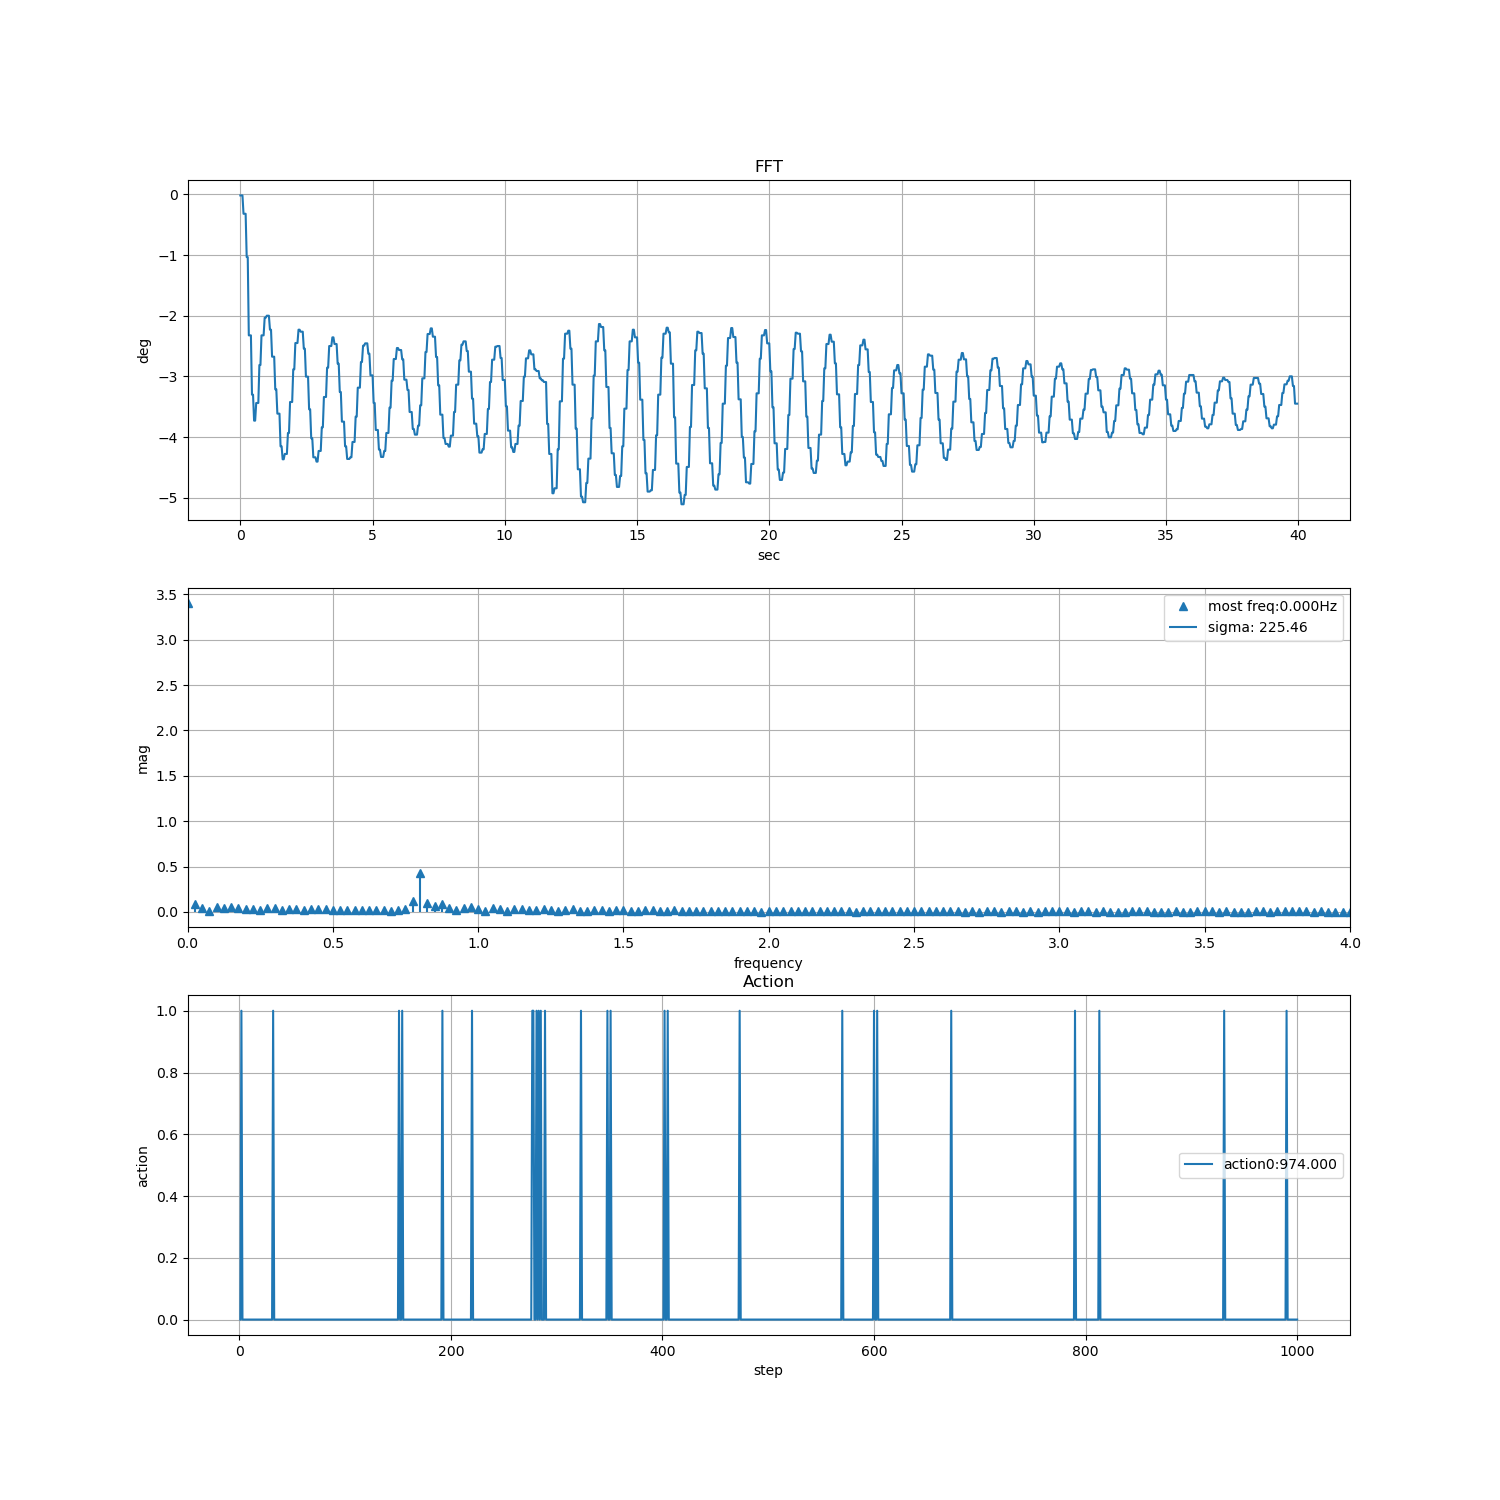 FFT
0
−1
−2
−3
−4
−5
deg
0 5 10 15 20 25 30 35 40
sec
3.5
3.0
2.5
2.0
1.5
1.0
0.5
0.0
mag
most freq:0.000Hz
sigma: 225.46
0.0 0.5 1.0 1.5 2.0 2.5 3.0 3.5 4.0
frequency
Action
1.0
0.8
0.6
0.4
0.2
0.0
action
action0:974.000
0 200 400 600 800 1000
step